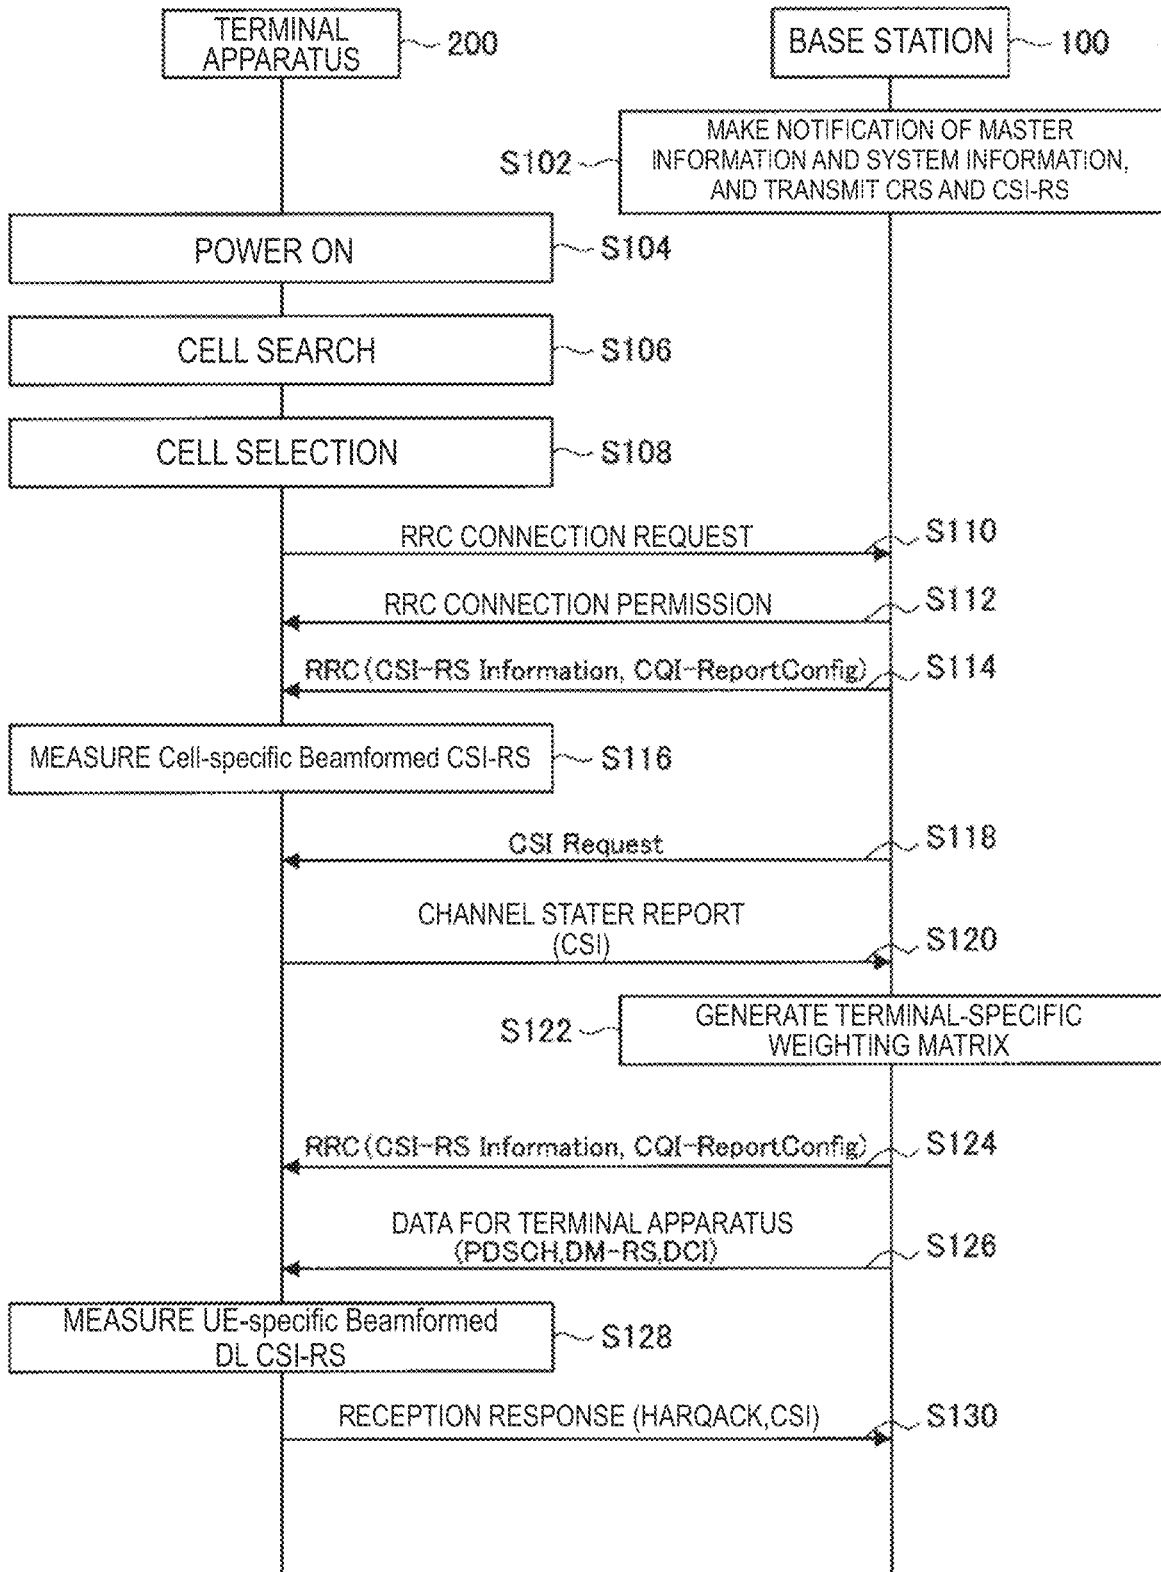 TERMINAL
APPARATUS
200
BASE STATION
100
MAKE NOTIFICATION OF MASTER
INFORMATION AND SYSTEM INFORMATION,
AND TRANSMIT CRS AND CSI-RS
S102
POWER ON
S104
CELL SEARCH
S106
CELL SELECTION
S108
RRC CONNECTION REQUEST
S110
RRC CONNECTION PERMISSION
S112
RRC(CSI-RS Information, CQI-ReportConfig)
S114
MEASURE Cell-specific Beamformed CSI-RS
S116
CSI Request
S118
CHANNEL STATER REPORT
(CSI)
S120
S122
GENERATE TERMINAL-SPECIFIC
WEIGHTING MATRIX
RRC(CSI-RS Information, CQI-ReportConfig)
S124
DATA FOR TERMINAL APPARATUS
(PDSCH,DM-RS,DCI)
S126
MEASURE UE-specific Beamformed
DL CSI-RS
S128
RECEPTION RESPONSE (HARQACK,CSI)
S130